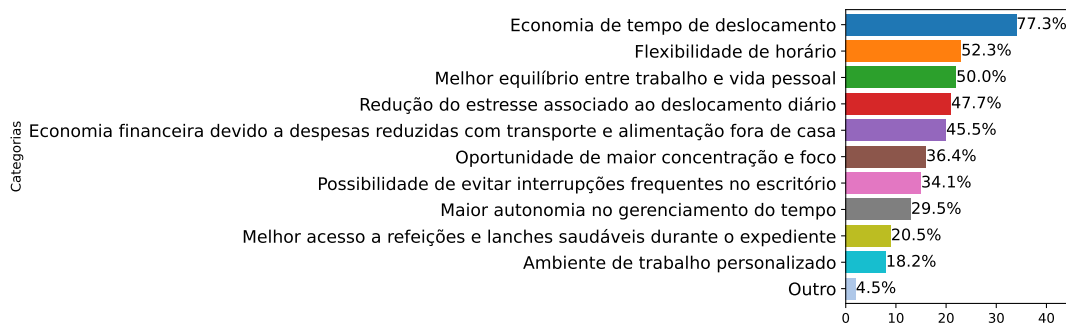 Categorias
Economia de tempo de deslocamento 77.3%
Flexibilidade de horário 52.3%
Melhor equilíbrio entre trabalho e vida pessoal 50.0%
Redução do estresse associado ao deslocamento diário 47.7%
Economia financeira devido a despesas reduzidas com transporte e alimentação fora de casa 45.5%
Oportunidade de maior concentração e foco 36.4%
Possibilidade de evitar interrupções frequentes no escritório 34.1%
Maior autonomia no gerenciamento do tempo 29.5%
Melhor acesso a refeições e lanches saudáveis durante o expediente 20.5%
Ambiente de trabalho personalizado 18.2%
Outro 4.5%
0 10 20 30 40